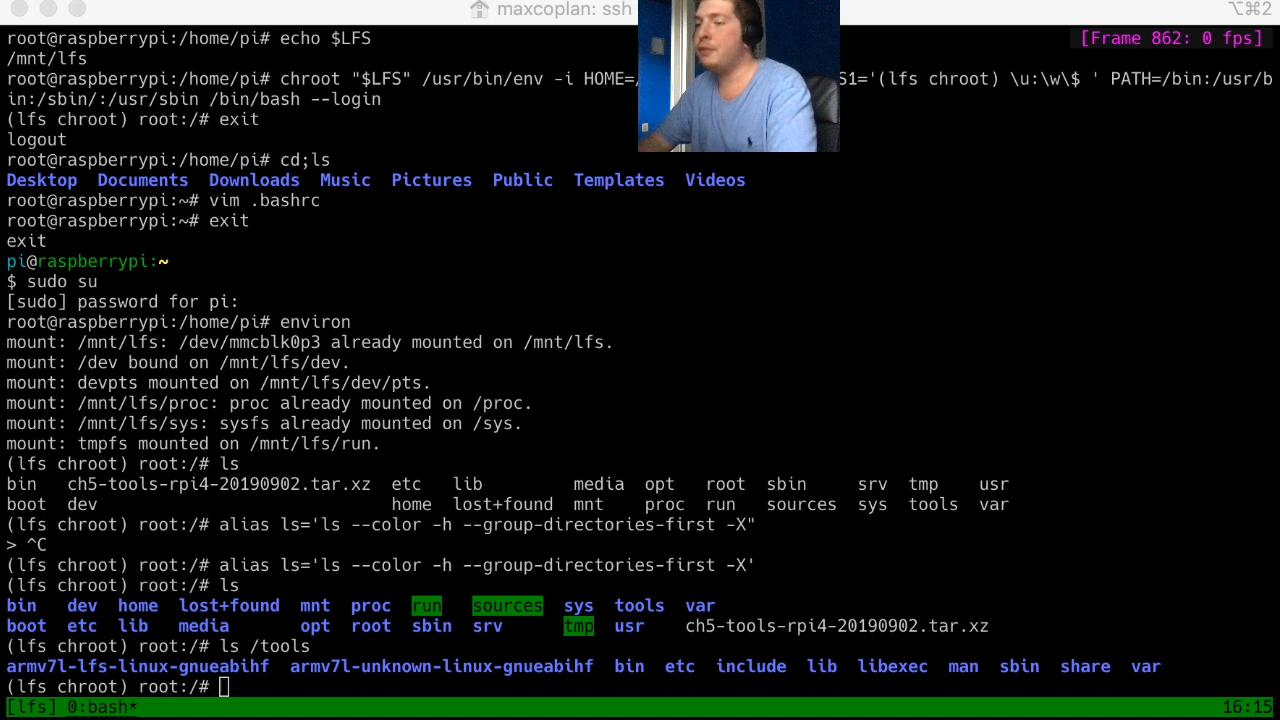 maxcoplan: ssh
⌥⌘2
root@raspberrypi:/home/pi# echo $LFS
[Frame 862: 0 fps]
/mnt/lfs
root@raspberrypi:/home/pi# chroot "$LFS" /usr/bin/env -i HOME=/ S1='(lfs chroot) \u:\w\$ ' PATH=/bin:/usr/b
in:/sbin/:/usr/sbin /bin/bash --login
(lfs chroot) root:/# exit
logout
root@raspberrypi:/home/pi# cd;ls
Desktop Documents Downloads Music Pictures Public Templates Videos
root@raspberrypi:~# vim .bashrc
root@raspberrypi:~# exit
exit
pi@raspberrypi:~
$ sudo su
[sudo] password for pi:
root@raspberrypi:/home/pi# environ
mount: /mnt/lfs: /dev/mmcblk0p3 already mounted on /mnt/lfs.
mount: /dev bound on /mnt/lfs/dev.
mount: devpts mounted on /mnt/lfs/dev/pts.
mount: /mnt/lfs/proc: proc already mounted on /proc.
mount: /mnt/lfs/sys: sysfs already mounted on /sys.
mount: tmpfs mounted on /mnt/lfs/run.
(lfs chroot) root:/# ls
bin ch5-tools-rpi4-20190902.tar.xz etc lib media opt root sbin srv tmp usr
boot dev home lost+found mnt proc run sources sys tools var
(lfs chroot) root:/# alias ls='ls --color -h --group-directories-first -X"
> ^C
(lfs chroot) root:/# alias ls='ls --color -h --group-directories-first -X'
(lfs chroot) root:/# ls
bin dev home lost+found mnt proc run sources sys tools var
boot etc lib media opt root sbin srv tmp usr ch5-tools-rpi4-20190902.tar.xz
(lfs chroot) root:/# ls /tools
armv7l-lfs-linux-gnueabihf armv7l-unknown-linux-gnueabihf bin etc include lib libexec man sbin share var
(lfs chroot) root:/#
[lfs] 0:bash* 16:15